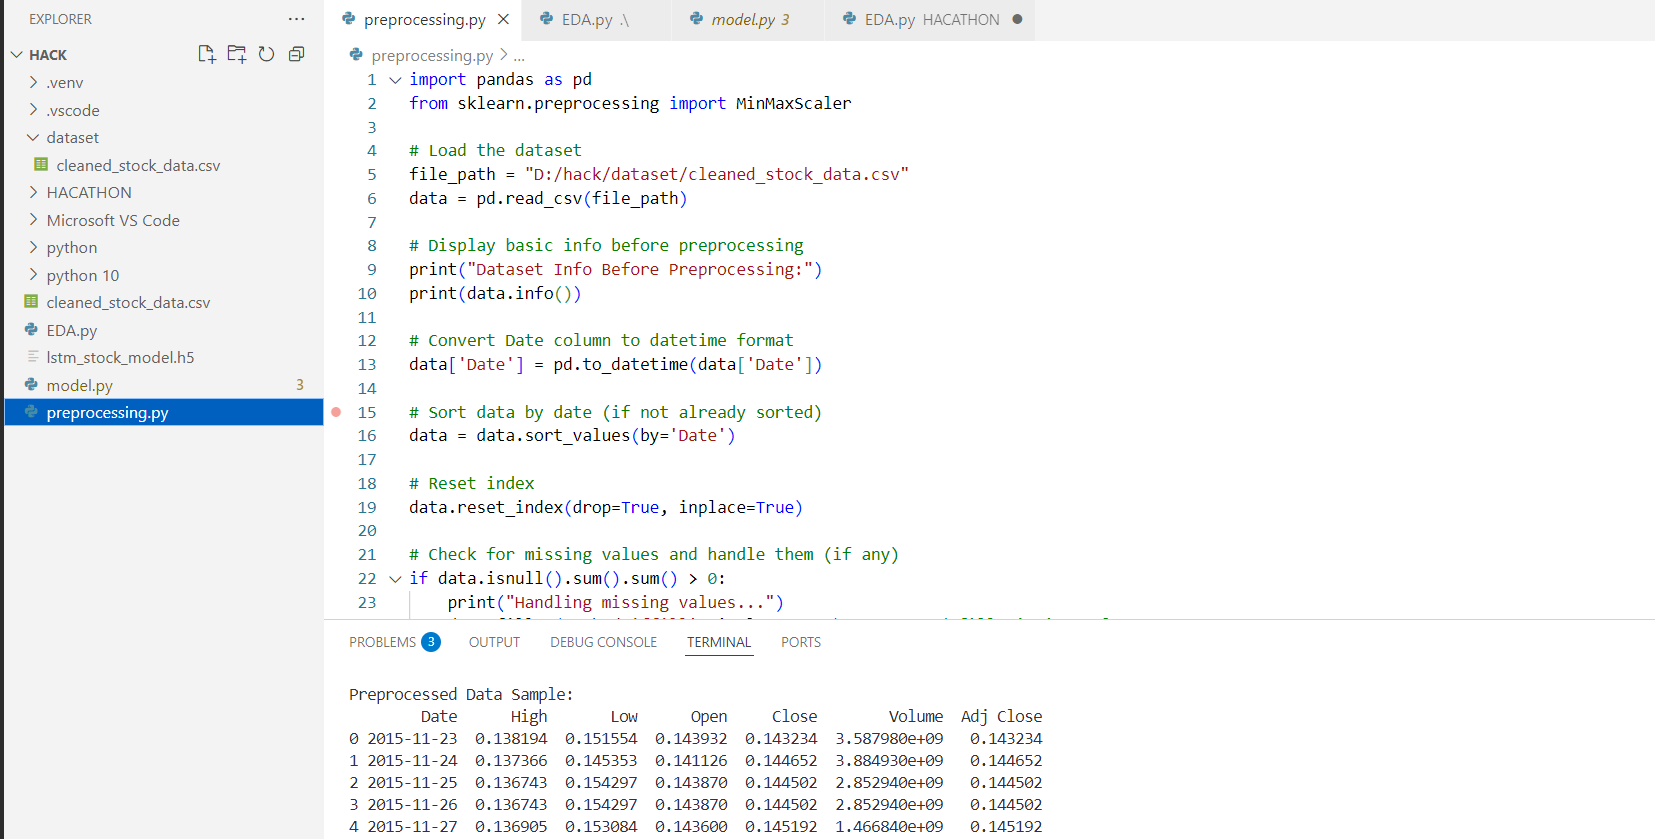 EXPLORER
HACK
.venv
.vscode
dataset
cleaned_stock_data.csv
HACATHON
Microsoft VS Code
python
python 10
cleaned_stock_data.csv
EDA.py
lstm_stock_model.h5
model.py 3
preprocessing.py
preprocessing.py EDA.py .\ model.py 3 EDA.py HACATHON
preprocessing.py > ...
1 import pandas as pd
2 from sklearn.preprocessing import MinMaxScaler
3
4 # Load the dataset
5 file_path = "D:/hack/dataset/cleaned_stock_data.csv"
6 data = pd.read_csv(file_path)
7
8 # Display basic info before preprocessing
9 print("Dataset Info Before Preprocessing:")
10 print(data.info())
11
12 # Convert Date column to datetime format
13 data['Date'] = pd.to_datetime(data['Date'])
14
15 # Sort data by date (if not already sorted)
16 data = data.sort_values(by='Date')
17
18 # Reset index
19 data.reset_index(drop=True, inplace=True)
20
21 # Check for missing values and handle them (if any)
22 if data.isnull().sum().sum() > 0:
23 print("Handling missing values...")
PROBLEMS 3 OUTPUT DEBUG CONSOLE TERMINAL PORTS
Preprocessed Data Sample:
Date High Low Open Close Volume Adj Close
0 2015-11-23 0.138194 0.151554 0.143932 0.143234 3.587980e+09 0.143234
1 2015-11-24 0.137366 0.145353 0.141126 0.144652 3.884930e+09 0.144652
2 2015-11-25 0.136743 0.154297 0.143870 0.144502 2.852940e+09 0.144502
3 2015-11-26 0.136743 0.154297 0.143870 0.144502 2.852940e+09 0.144502
4 2015-11-27 0.136905 0.153084 0.143600 0.145192 1.466840e+09 0.145192